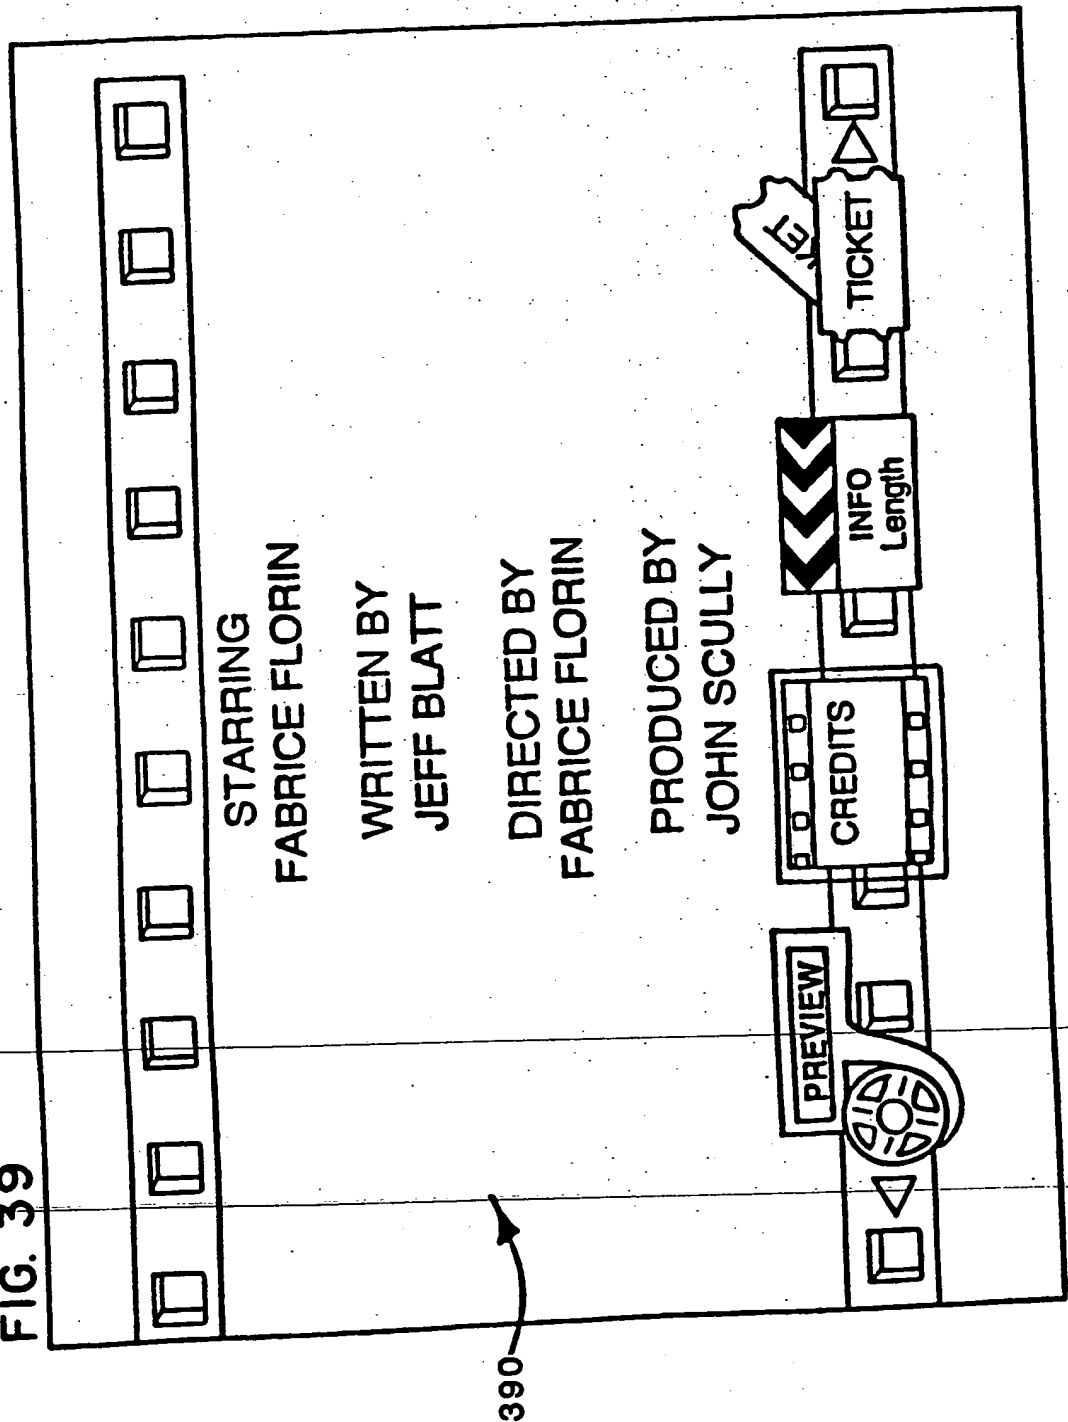 FIG. 39
STARRING
FABRICE FLORIN
WRITTEN BY
JEFF BLATT
DIRECTED BY
FABRICE FLORIN
PRODUCED BY
JOHN SCULLY
PREVIEW
CREDITS
INFO
Length
TICKET
KET
390